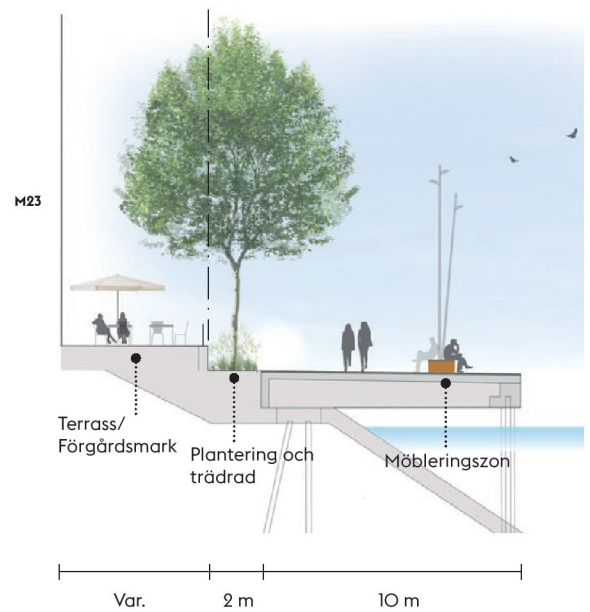 M23
Terrass/
Förgårdsmark
Plantering och
trädrad
Möbleringszon
Var.
2 m
10 m